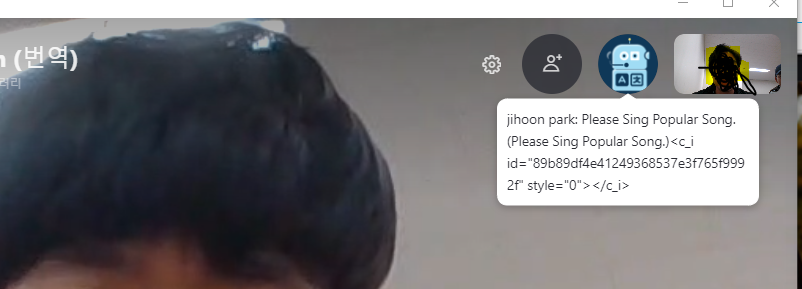 (번역)
jihoon park: Please Sing Popular Song.
(Please Sing Popular Song.)<c_i
id="89b89df4e41249368537e3f765f999
2f" style="0"></c_i>